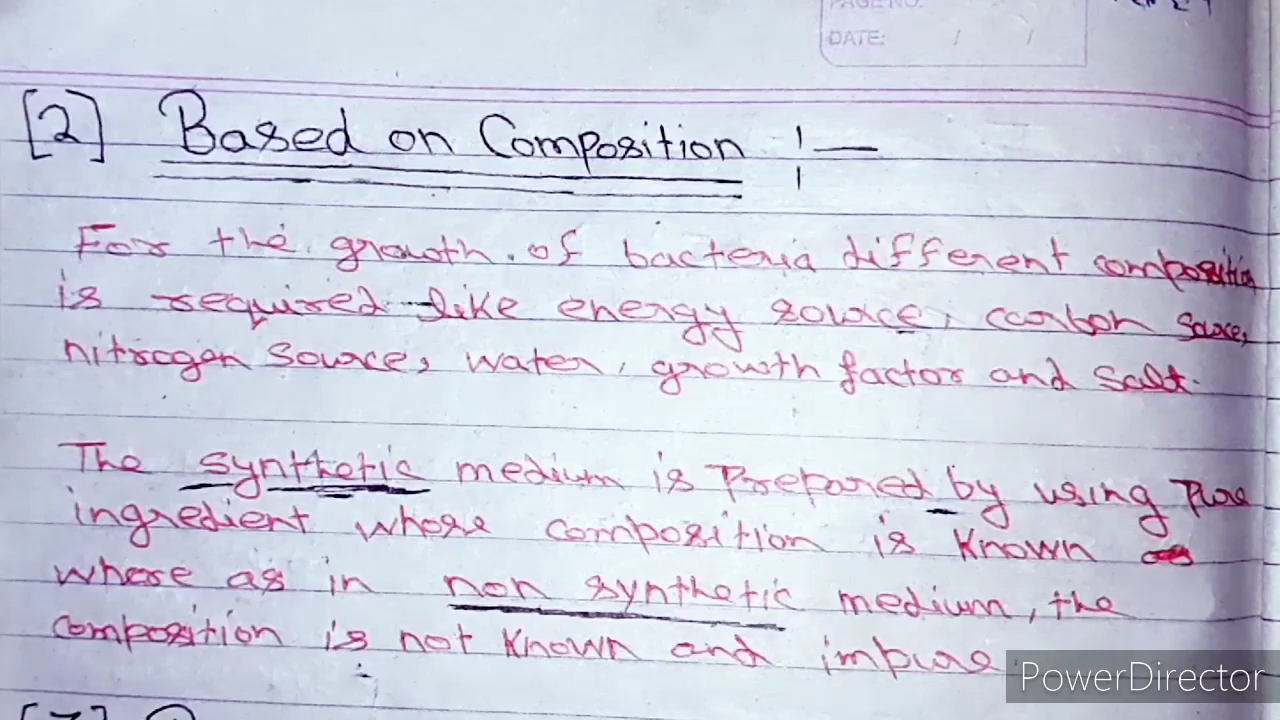 PAGE NO.
DATE: / /
[2] Based on Composition :-
For the growth of bacteria different composition
is required like energy source, carbon source,
nitrogen source, water, growth factor and salt.
The synthetic medium is prepared by using pure
ingredient whose composition is known
where as in non synthetic medium, the
composition is not known and impure
PowerDirector